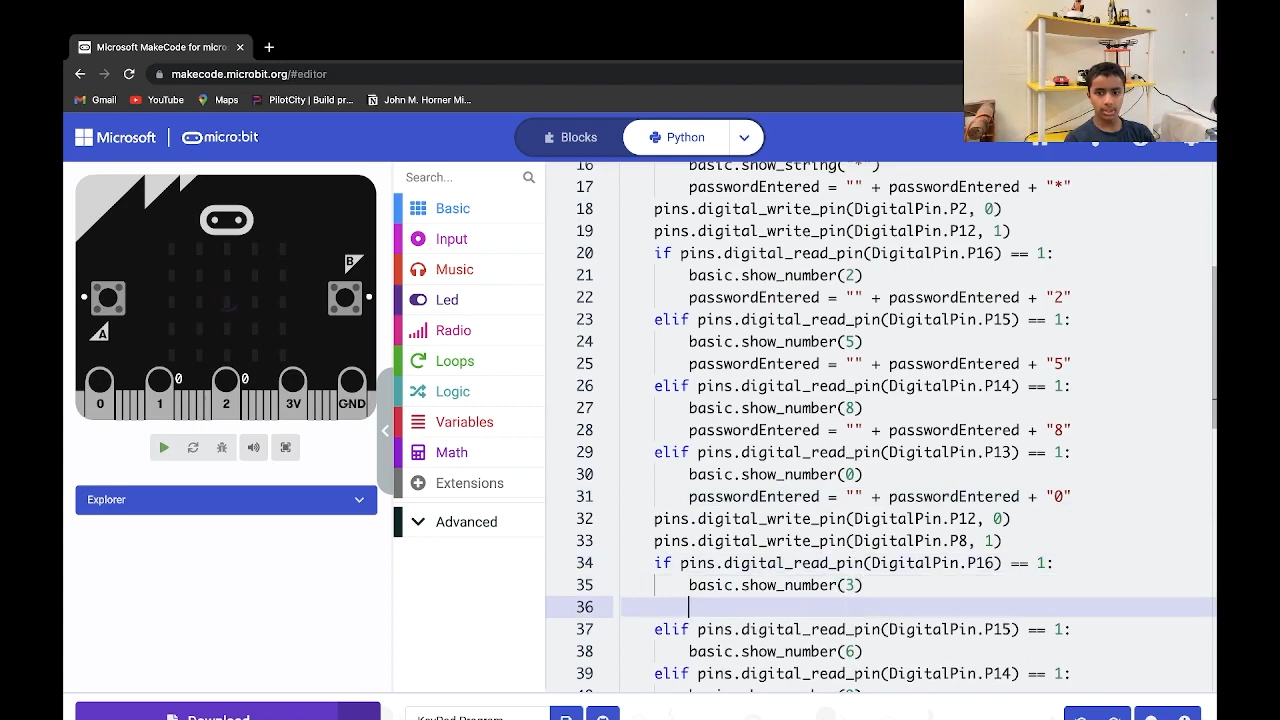 Microsoft MakeCode for micro
makecode.microbit.org/#editor
Gmail YouTube Maps PilotCity | Build pr... John M. Horner Mi...
Microsoft micro:bit Blocks Python
Search...
Basic
Input
Music
Led
Radio
Loops
Logic
Variables
Math
Extensions
Advanced
A
B
0 0
0 1 2 3V GND
Explorer
Download
KeyPad Program
16 basic.show_string("*")
17 passwordEntered = "" + passwordEntered + "*"
18 pins.digital_write_pin(DigitalPin.P2, 0)
19 pins.digital_write_pin(DigitalPin.P12, 1)
20 if pins.digital_read_pin(DigitalPin.P16) == 1:
21 basic.show_number(2)
22 passwordEntered = "" + passwordEntered + "2"
23 elif pins.digital_read_pin(DigitalPin.P15) == 1:
24 basic.show_number(5)
25 passwordEntered = "" + passwordEntered + "5"
26 elif pins.digital_read_pin(DigitalPin.P14) == 1:
27 basic.show_number(8)
28 passwordEntered = "" + passwordEntered + "8"
29 elif pins.digital_read_pin(DigitalPin.P13) == 1:
30 basic.show_number(0)
31 passwordEntered = "" + passwordEntered + "0"
32 pins.digital_write_pin(DigitalPin.P12, 0)
33 pins.digital_write_pin(DigitalPin.P8, 1)
34 if pins.digital_read_pin(DigitalPin.P16) == 1:
35 basic.show_number(3)
36
37 elif pins.digital_read_pin(DigitalPin.P15) == 1:
38 basic.show_number(6)
39 elif pins.digital_read_pin(DigitalPin.P14) == 1: